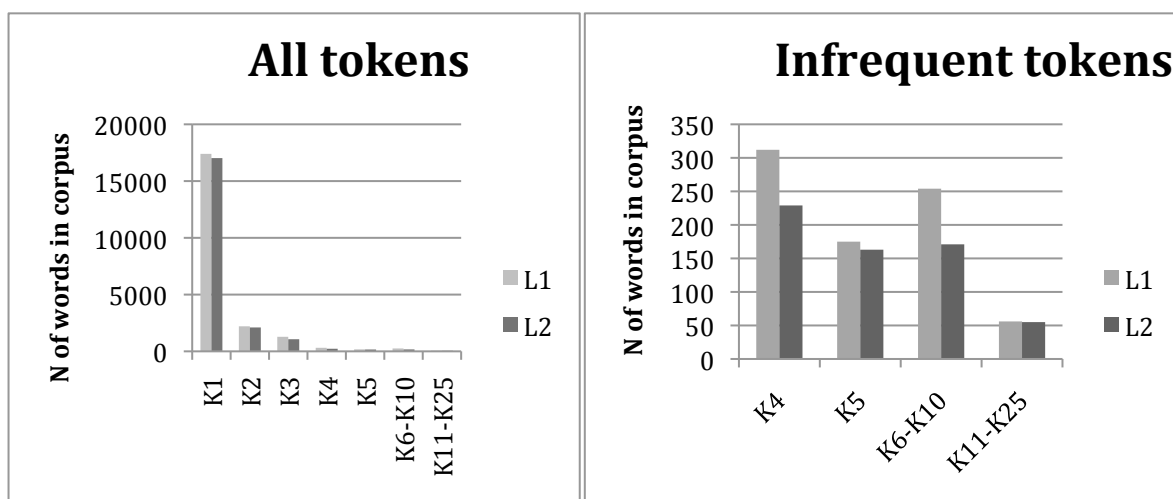 All tokens
N of words in corpus
20000
15000
10000
5000
0
K1
K2
K3
K4
K5
K6-K10
K11-K25
L1
L2
Infrequent tokens
N of words in corpus
350
300
250
200
150
100
50
0
K4
K5
K6-K10
K11-K25
L1
L2